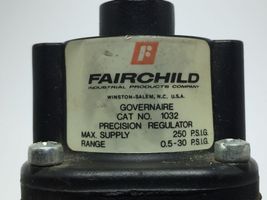 FAIRCHILD
INDUSTRIAL PRODUCTS COMPANY
WINSTON-SALEM, N.C. U.S.A.
GOVERNAIRE
CAT NO. 1032
PRECISION REGULATOR
MAX. SUPPLY 250 P.S.I.G.
RANGE 0.5-30 P.S.I.G.